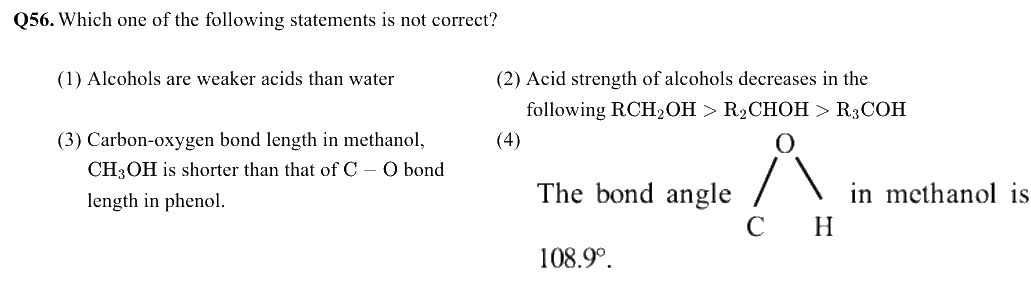 Q56. Which one of the following statements is not correct?
(1) Alcohols are weaker acids than water
(2) Acid strength of alcohols decreases in the
following RCH₂OH > R₂CHOH > R₃COH
(3) Carbon-oxygen bond length in methanol,
CH₃OH is shorter than that of C − O bond
length in phenol.
(4)
O
The bond angle in methanol is
C H
108.9°.